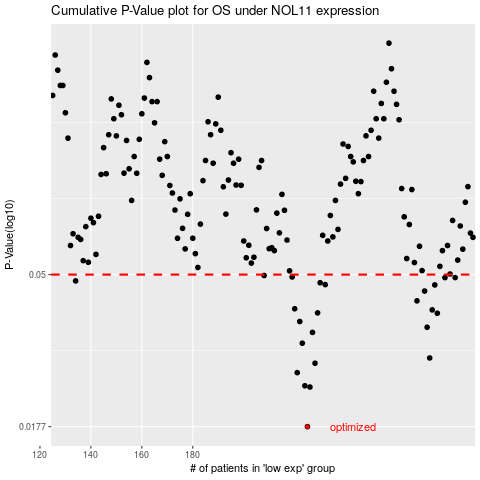 Cumulative P-Value plot for OS under NOL11 expression
P-Value(log10)
0.05
0.0177
optimized
120 140 160 180
# of patients in 'low exp' group